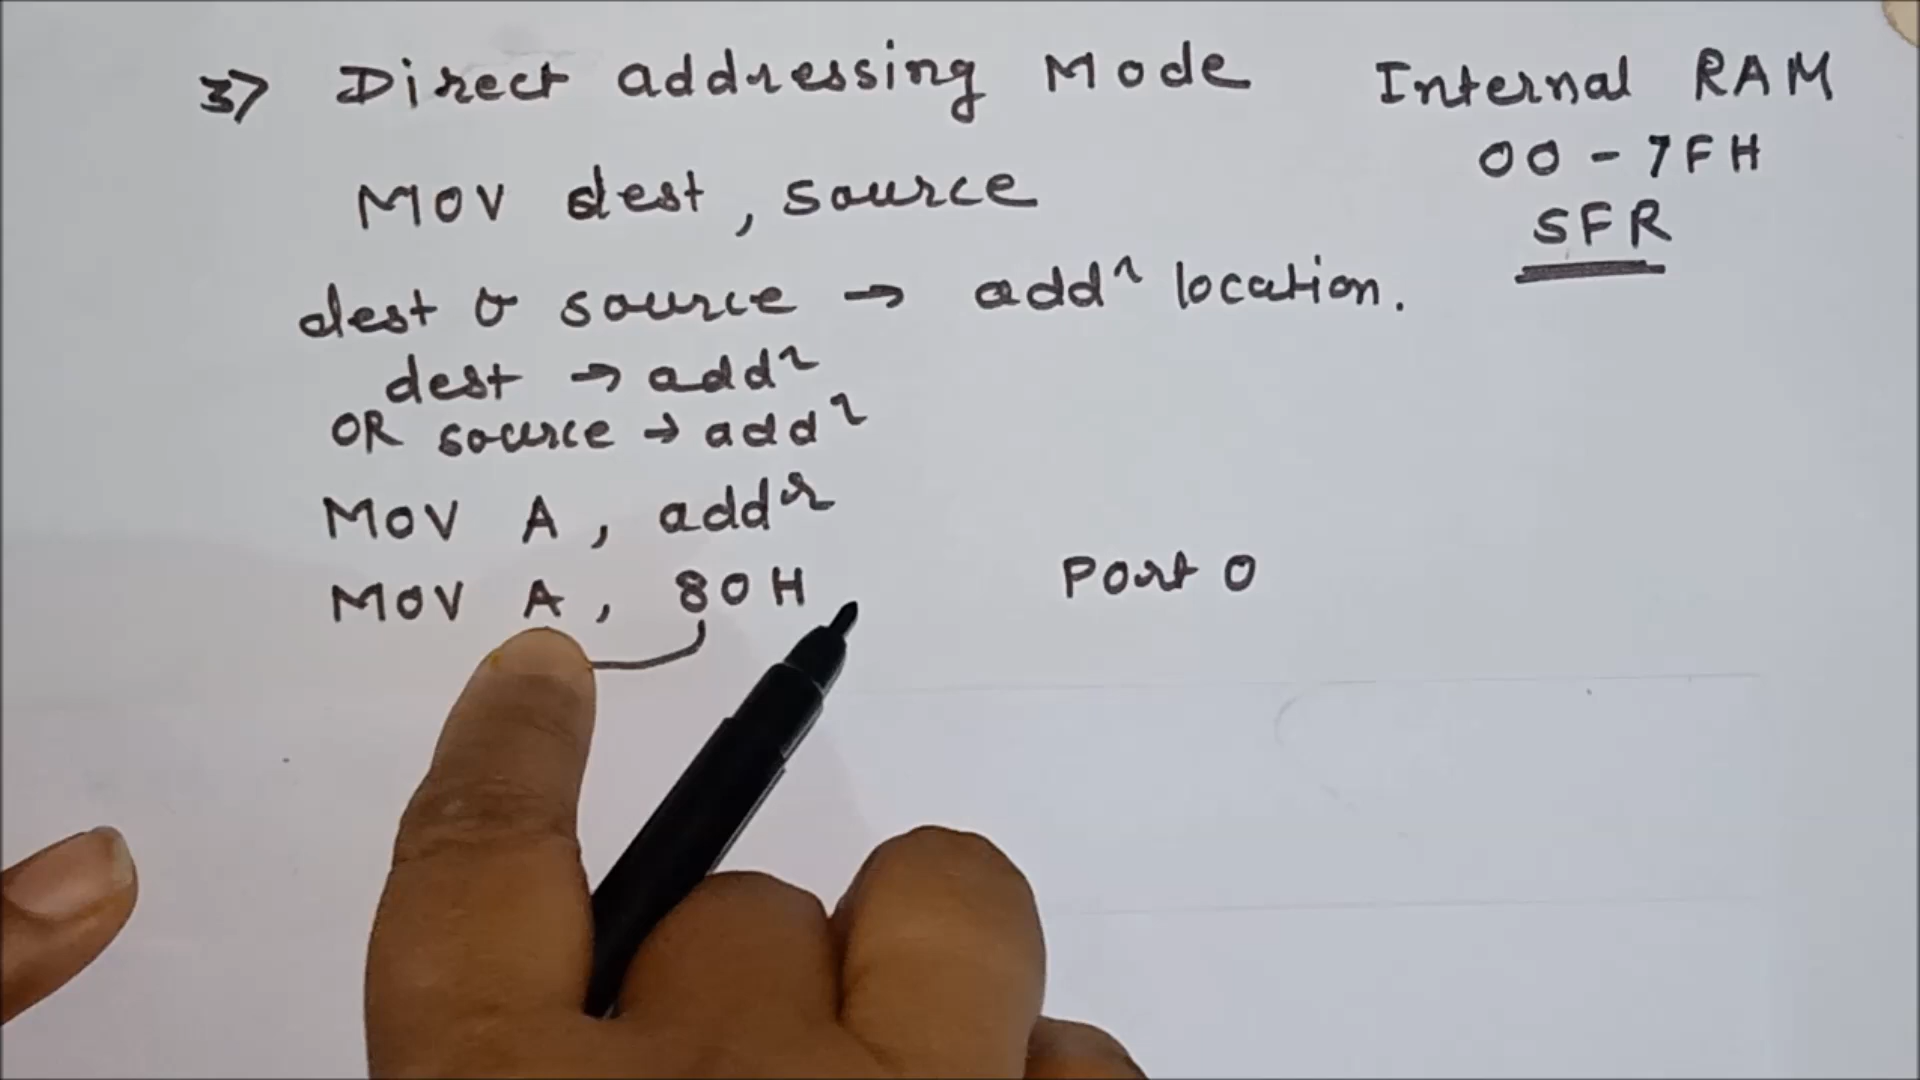 3) Direct addressing Mode
Internal RAM
00 - 7FH
SFR
MOV dest, source
dest & source → addr location.
dest → addr
OR source → addr
MOV A, addr
MOV A, 80H
Port 0